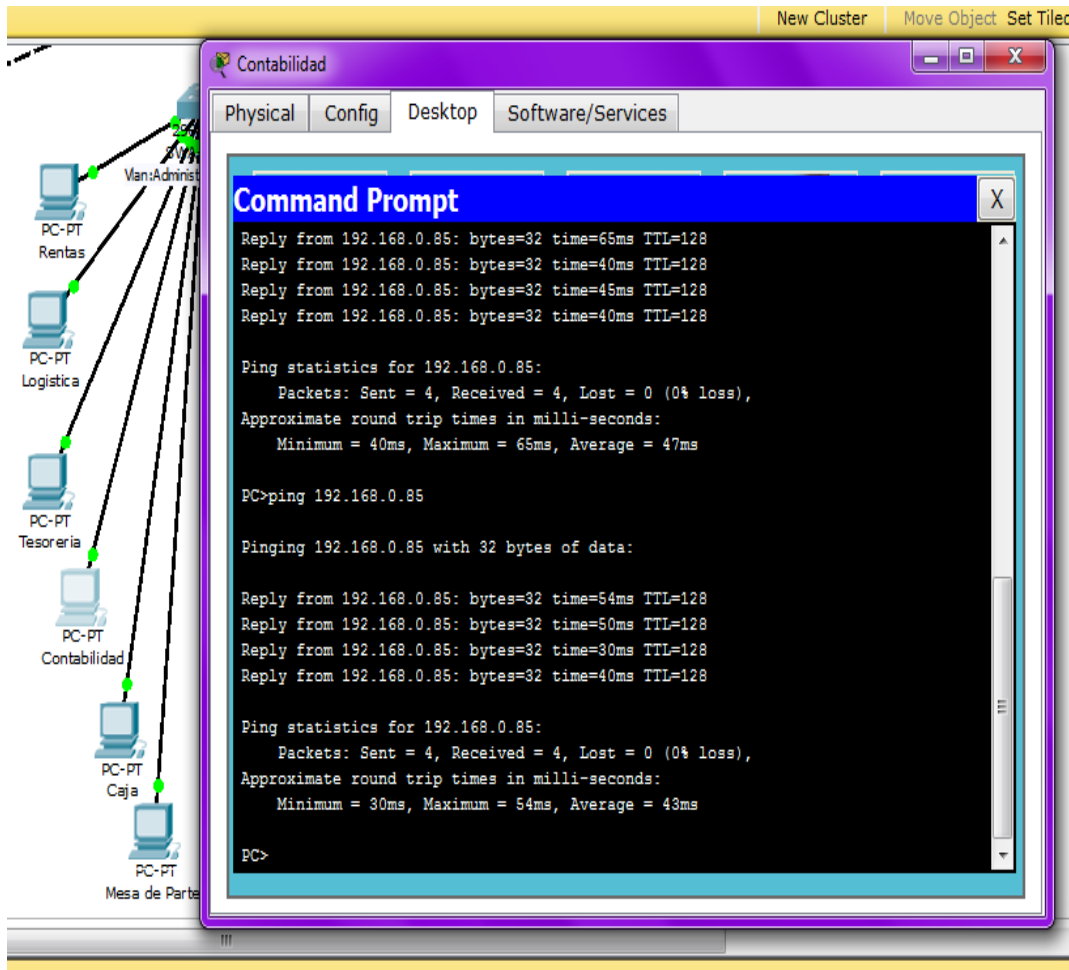 New Cluster Move Object Set Tiled
Contabilidad
X
Physical Config Desktop Software/Services
Vlan:Administ
Command Prompt
X
PC-PT
Rentas
PC-PT
Logistica
PC-PT
Tesoreria
PC-PT
Contabilidad
PC-PT
Caja
PC-PT
Mesa de Parte
Reply from 192.168.0.85: bytes=32 time=65ms TTL=128
Reply from 192.168.0.85: bytes=32 time=40ms TTL=128
Reply from 192.168.0.85: bytes=32 time=45ms TTL=128
Reply from 192.168.0.85: bytes=32 time=40ms TTL=128
Ping statistics for 192.168.0.85:
Packets: Sent = 4, Received = 4, Lost = 0 (0% loss),
Approximate round trip times in milli-seconds:
Minimum = 40ms, Maximum = 65ms, Average = 47ms
PC>ping 192.168.0.85
Pinging 192.168.0.85 with 32 bytes of data:
Reply from 192.168.0.85: bytes=32 time=54ms TTL=128
Reply from 192.168.0.85: bytes=32 time=50ms TTL=128
Reply from 192.168.0.85: bytes=32 time=30ms TTL=128
Reply from 192.168.0.85: bytes=32 time=40ms TTL=128
Ping statistics for 192.168.0.85:
Packets: Sent = 4, Received = 4, Lost = 0 (0% loss),
Approximate round trip times in milli-seconds:
Minimum = 30ms, Maximum = 54ms, Average = 43ms
PC>